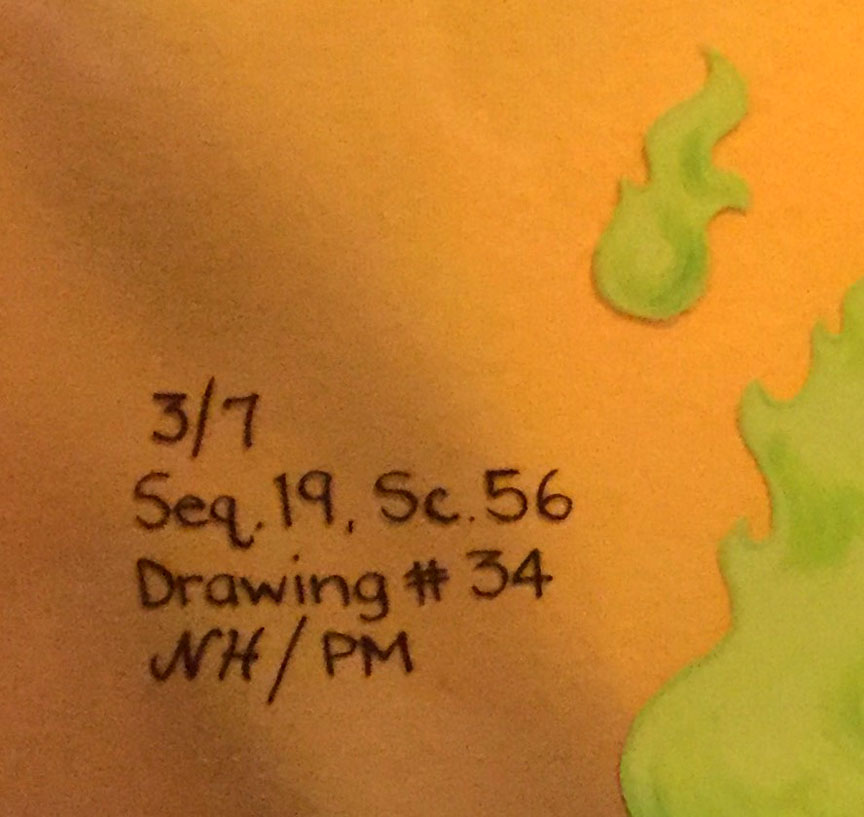 3/7
Seq. 19, Sc. 56
Drawing # 34
NH/PM